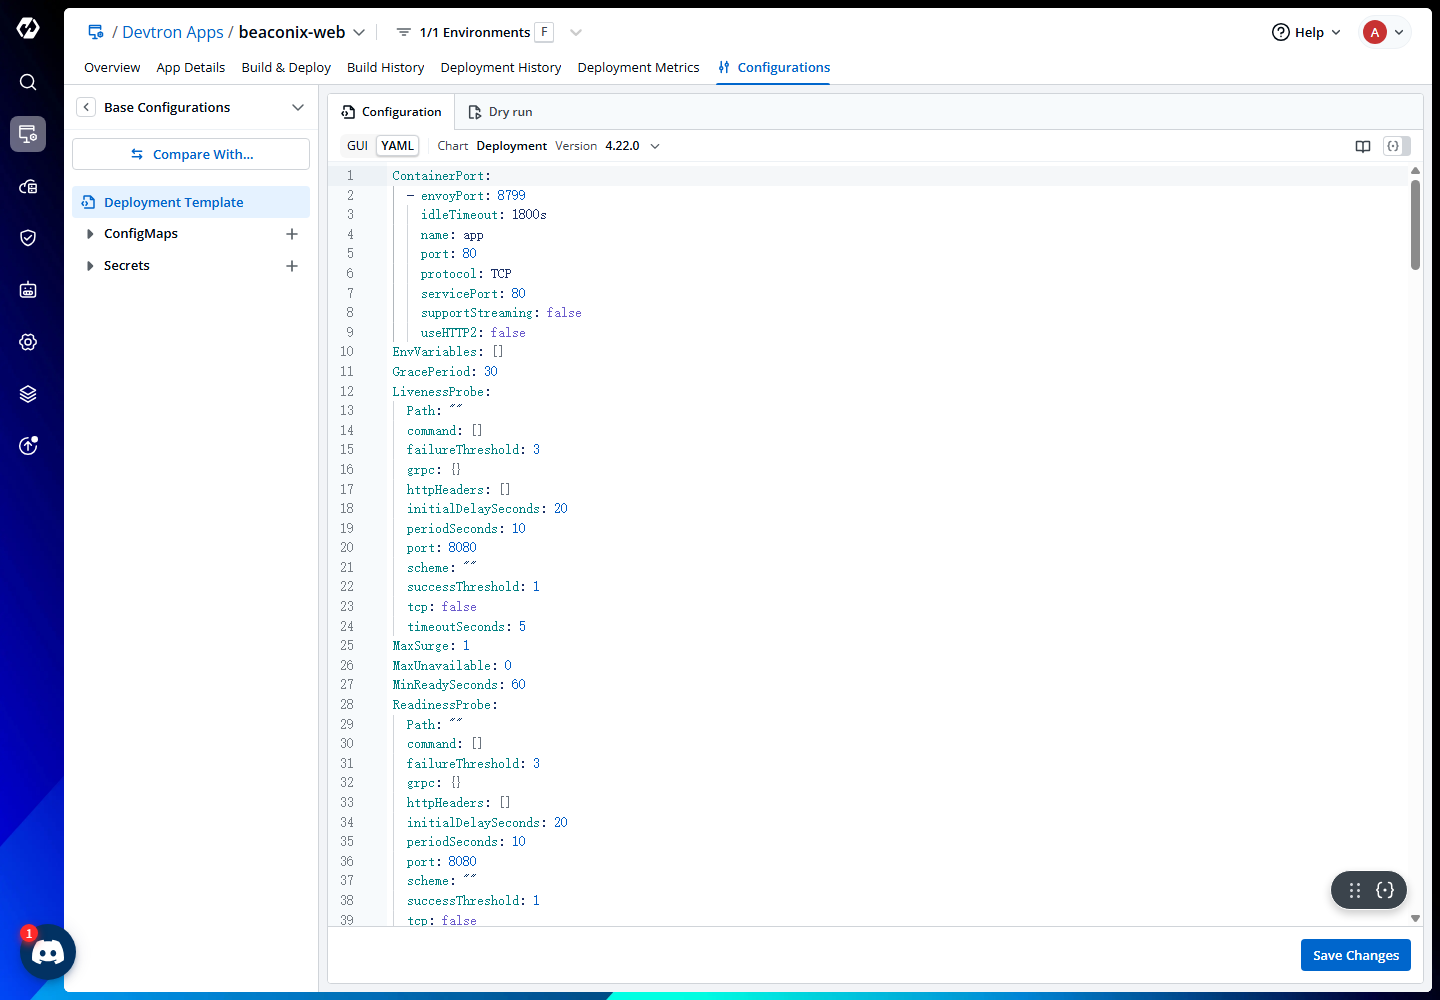 / Devtron Apps / beaconix-web
1/1 Environments F
Help
A
Overview
App Details
Build & Deploy
Build History
Deployment History
Deployment Metrics
Configurations
Base Configurations
Compare With...
Deployment Template
ConfigMaps
Secrets
Configuration
Dry run
GUI YAML Chart Deployment Version 4.22.0
1 ContainerPort:
2 - envoyPort: 8799
3 idleTimeout: 1800s
4 name: app
5 port: 80
6 protocol: TCP
7 servicePort: 80
8 supportStreaming: false
9 useHTTP2: false
10 EnvVariables: []
11 GracePeriod: 30
12 LivenessProbe:
13 Path: ""
14 command: []
15 failureThreshold: 3
16 grpc: {}
17 httpHeaders: []
18 initialDelaySeconds: 20
19 periodSeconds: 10
20 port: 8080
21 scheme: ""
22 successThreshold: 1
23 tcp: false
24 timeoutSeconds: 5
25 MaxSurge: 1
26 MaxUnavailable: 0
27 MinReadySeconds: 60
28 ReadinessProbe:
29 Path: ""
30 command: []
31 failureThreshold: 3
32 grpc: {}
33 httpHeaders: []
34 initialDelaySeconds: 20
35 periodSeconds: 10
36 port: 8080
37 scheme: ""
38 successThreshold: 1
39 tcp: false
1
Save Changes